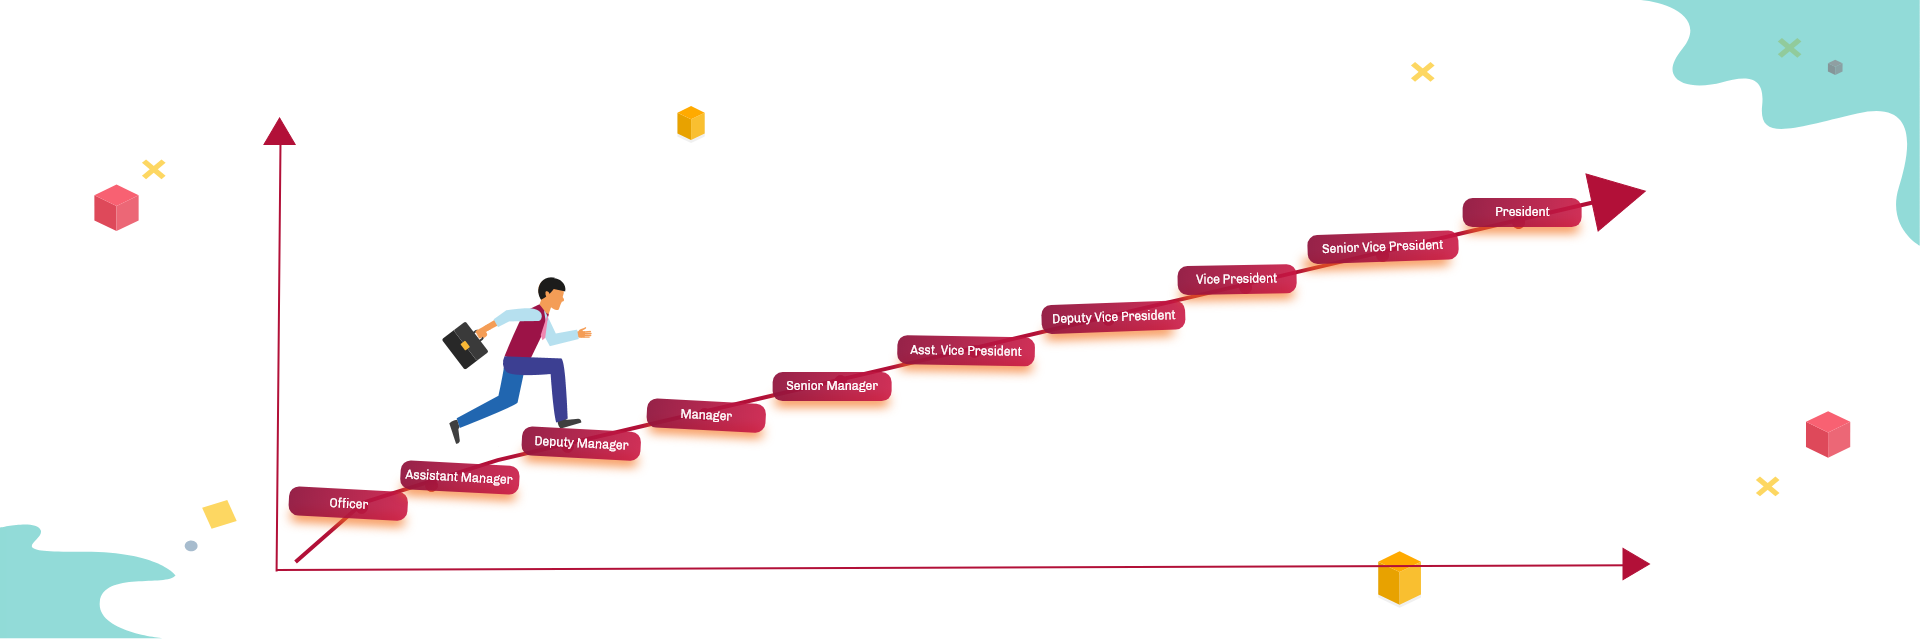 Officer
Assistant Manager
Deputy Manager
Manager
Senior Manager
Asst. Vice President
Deputy Vice President
Vice President
Senior Vice President
President